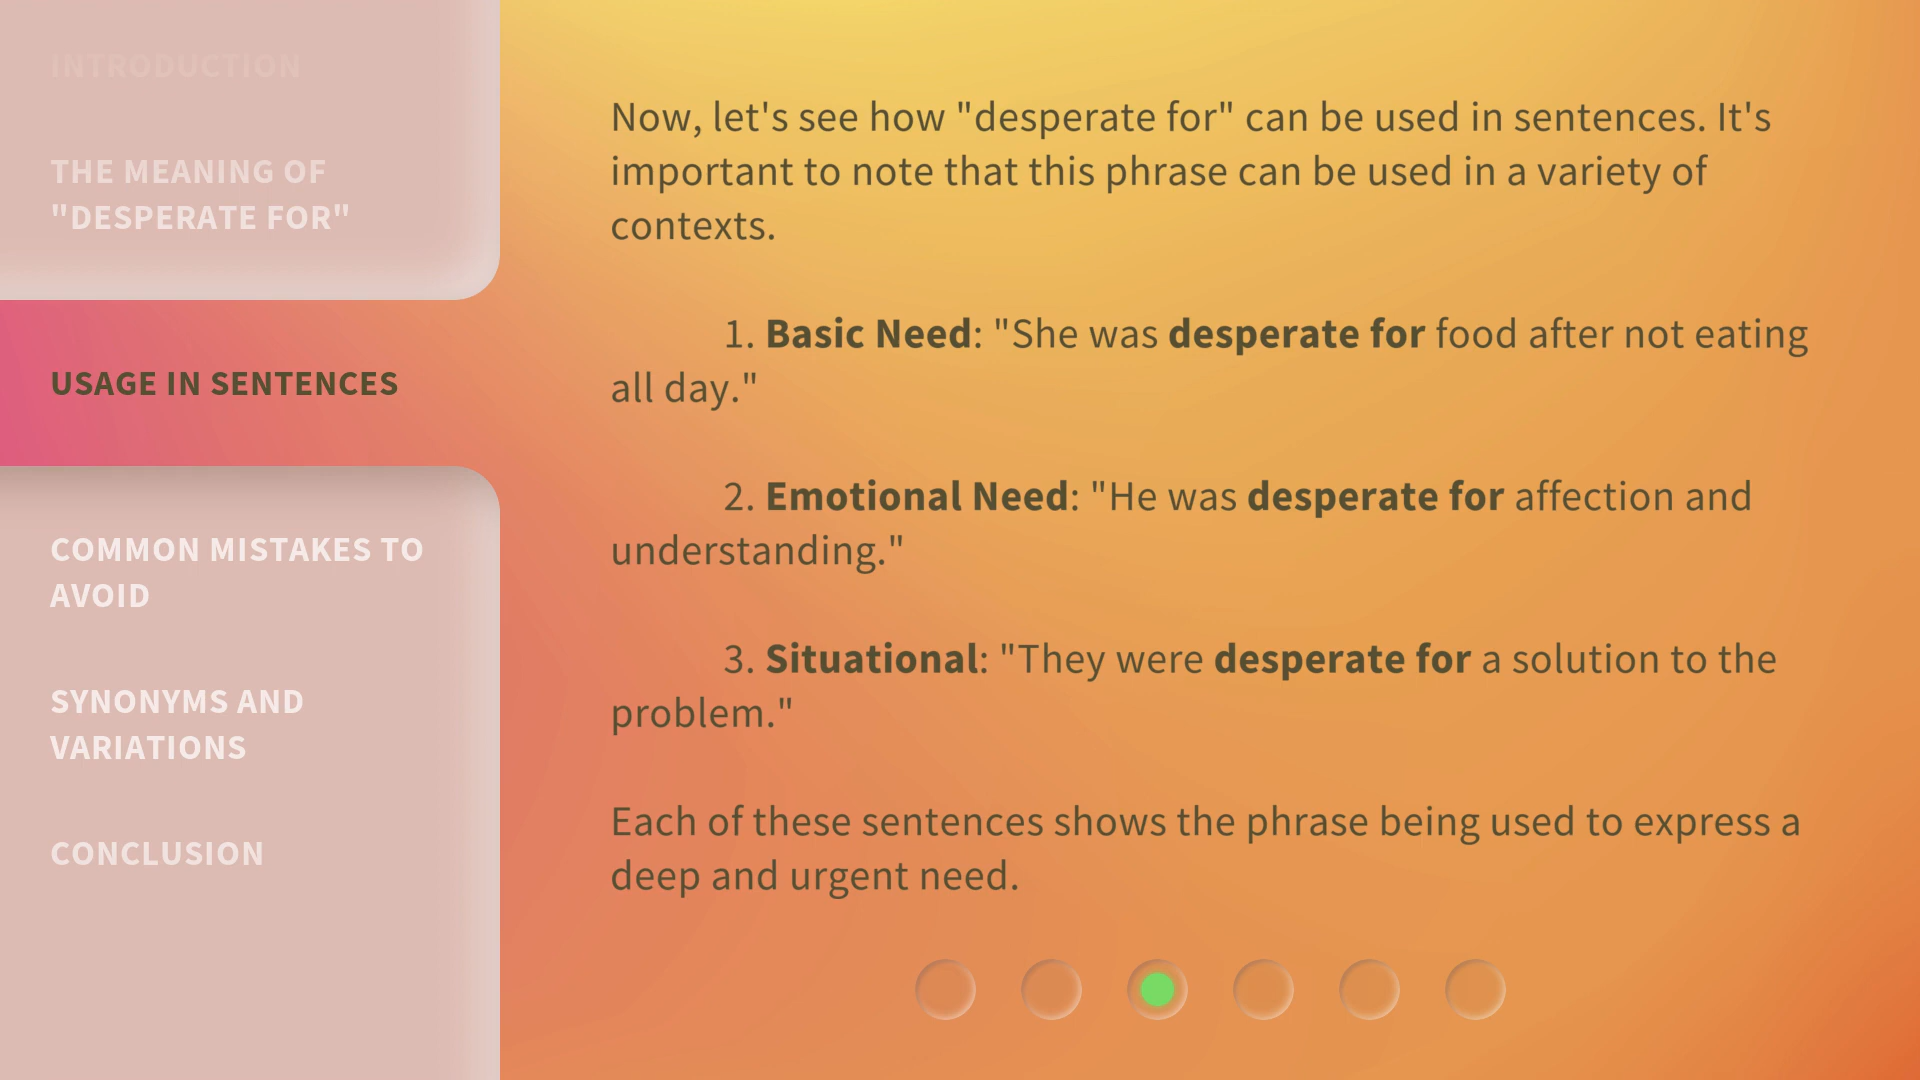 INTRODUCTION
THE MEANING OF
"DESPERATE FOR"
USAGE IN SENTENCES
COMMON MISTAKES TO
AVOID
SYNONYMS AND
VARIATIONS
CONCLUSION
Now, let's see how "desperate for" can be used in sentences. It's
important to note that this phrase can be used in a variety of
contexts.
1. Basic Need: "She was desperate for food after not eating
all day."
2. Emotional Need: "He was desperate for affection and
understanding."
3. Situational: "They were desperate for a solution to the
problem."
Each of these sentences shows the phrase being used to express a
deep and urgent need.